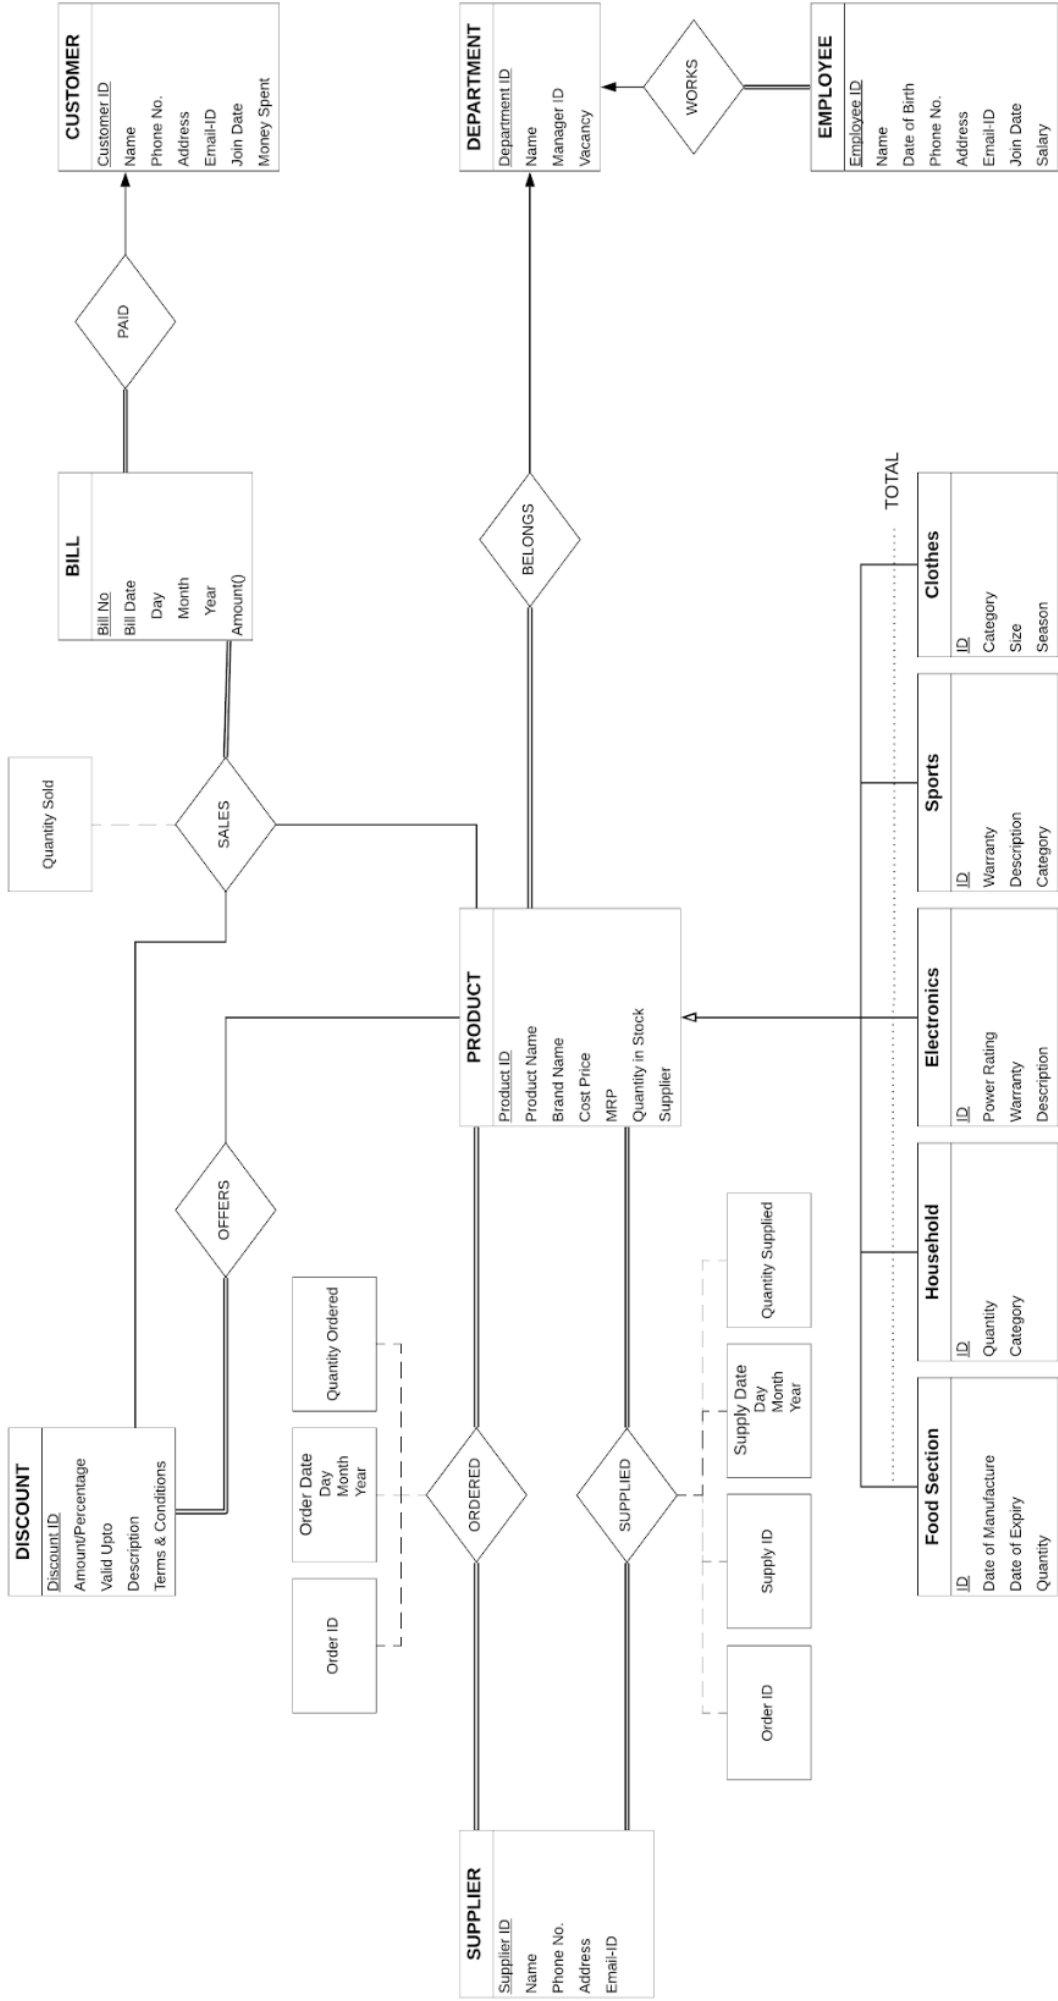 DISCOUNT
Discount ID
Amount/Percentage
Valid Upto
Description
Terms & Conditions
OFFERS
Quantity Sold
SALES
BILL
Bill No
Bill Date
Day
Month
Year
Amount()
PAID
CUSTOMER
Customer ID
Name
Phone No.
Address
Email-ID
Join Date
Money Spent
Order ID
Order Date
Day
Month
Year
Quantity Ordered
SUPPLIER
Supplier ID
Name
Phone No.
Address
Email-ID
ORDERED
SUPPLIED
PRODUCT
Product ID
Product Name
Brand Name
Cost Price
MRP
Quantity in Stock
Supplier
BELONGS
DEPARTMENT
Department ID
Name
Manager ID
Vacancy
WORKS
Order ID
Supply ID
Supply Date
Day
Month
Year
Quantity Supplied
EMPLOYEE
Employee ID
Name
Date of Birth
Phone No.
Address
Email-ID
Join Date
Salary
TOTAL
Food Section
ID
Date of Manufacture
Date of Expiry
Quantity
Household
ID
Quantity
Category
Electronics
ID
Power Rating
Warranty
Description
Sports
ID
Warranty
Description
Category
Clothes
ID
Category
Size
Season